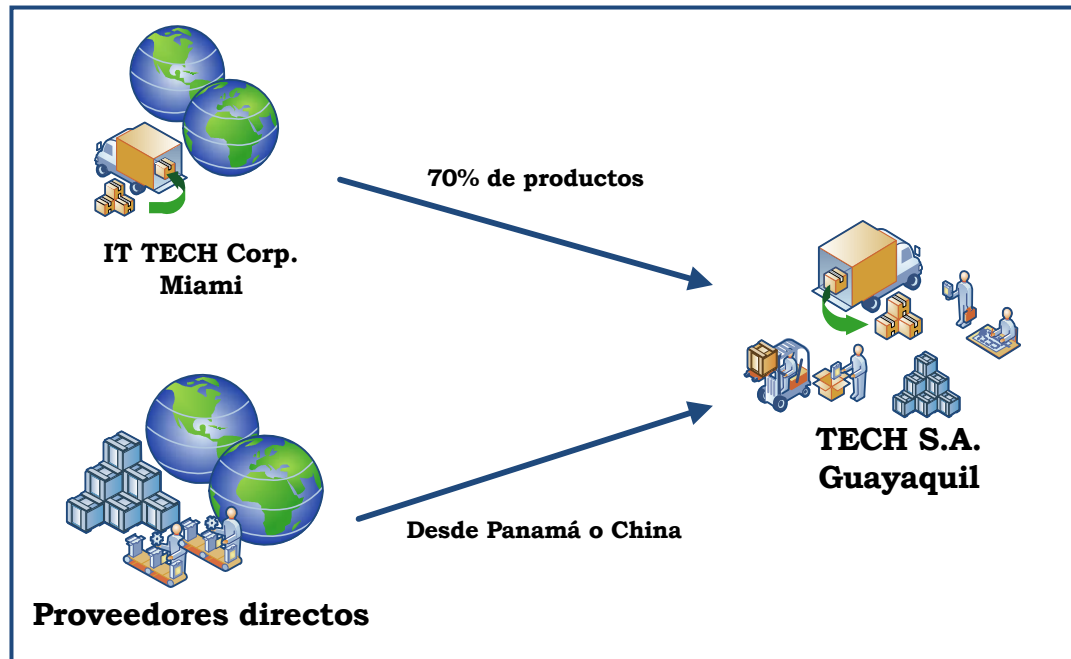 70% de productos
IT TECH Corp.
Miami
TECH S.A.
Guayaquil
Desde Panamá o China
Proveedores directos